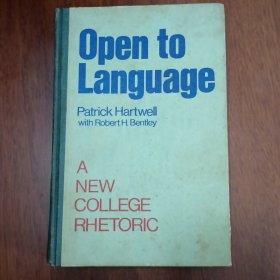 Open to
Language
Patrick Hartwell
with Robert H. Bentley
A
NEW
COLLEGE
RHETORIC